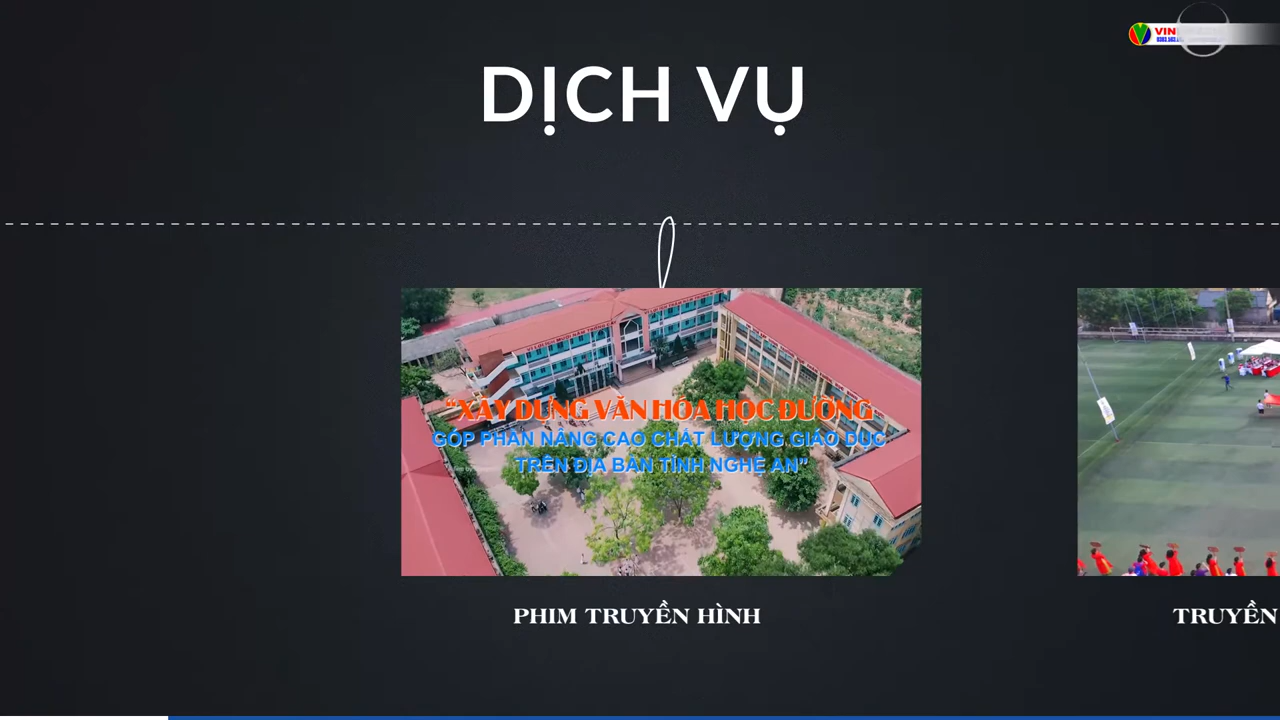 VIN
DỊCH VỤ
“XÂY DỰNG VĂN HÓA HỌC ĐƯỜNG
GÓP PHẦN NÂNG CAO CHẤT LƯỢNG GIÁO DỤC
TRÊN ĐỊA BÀN TỈNH NGHỆ AN”
PHIM TRUYỀN HÌNH
TRUYỀN